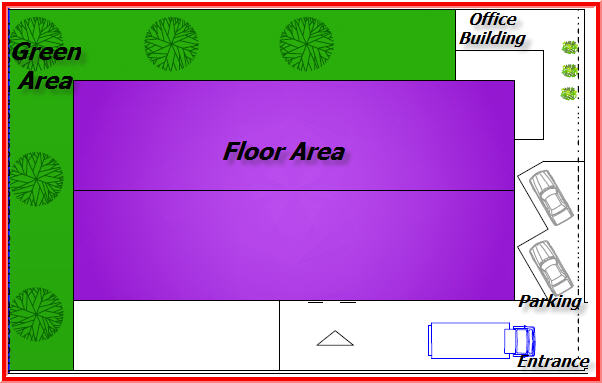 Office
Building
Green
Area
Floor Area
Parking
Entrance